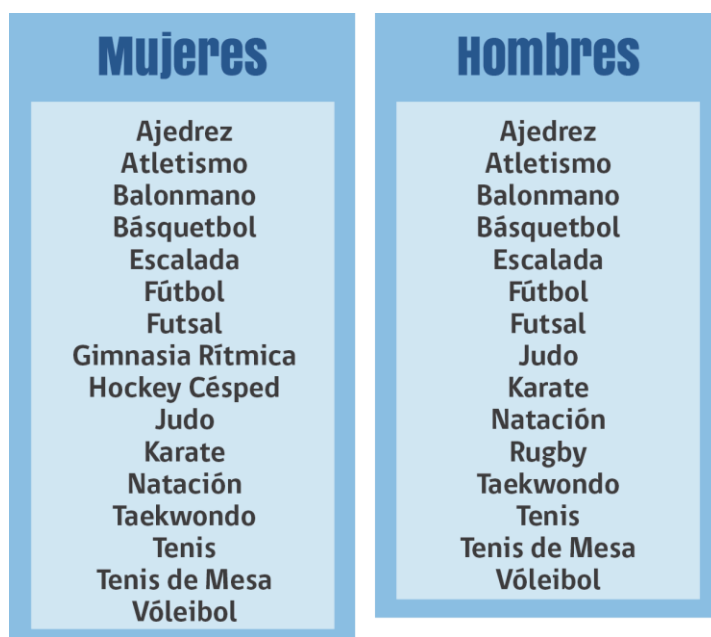 Mujeres
Ajedrez
Atletismo
Balonmano
Básquetbol
Escalada
Fútbol
Futsal
Gimnasia Rítmica
Hockey Césped
Judo
Karate
Natación
Taekwondo
Tenis
Tenis de Mesa
Vóleibol
Hombres
Ajedrez
Atletismo
Balonmano
Básquetbol
Escalada
Fútbol
Futsal
Judo
Karate
Natación
Rugby
Taekwondo
Tenis
Tenis de Mesa
Vóleibol